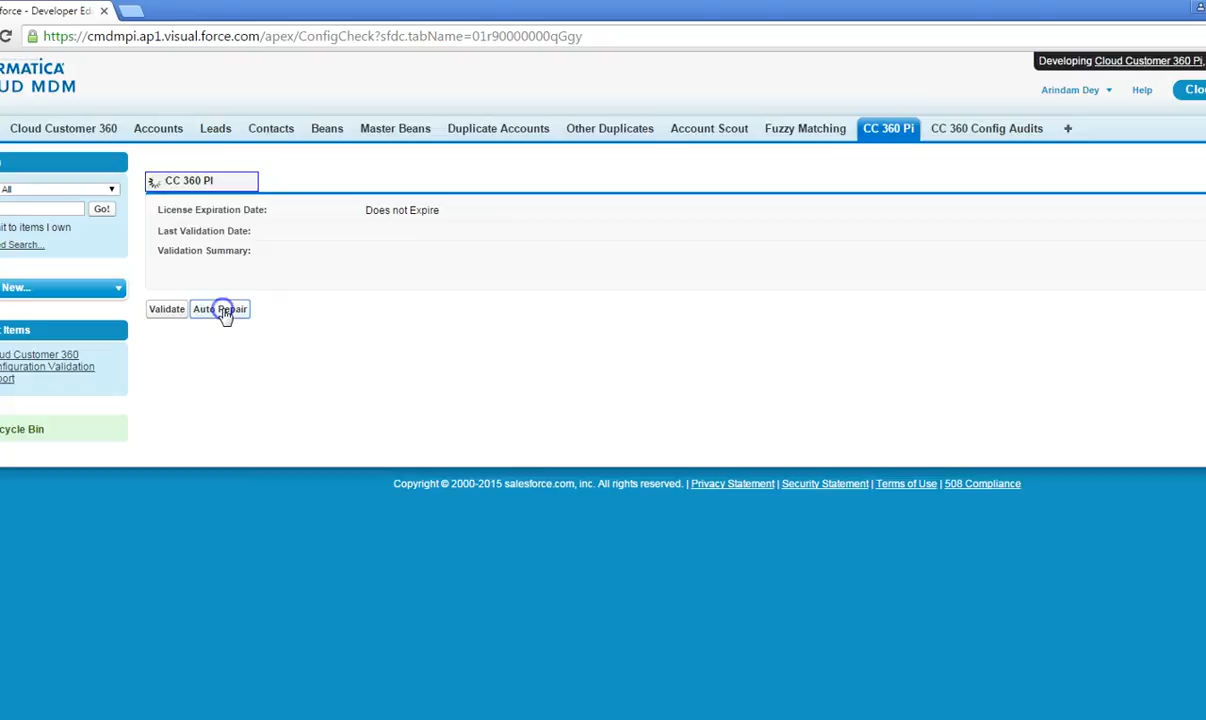 force - Developer Ed
https://cmdmpi.ap1.visual.force.com/apex/ConfigCheck?sfdc.tabName=01r90000000qGgy
RMATICA
UD MDM
Developing Cloud Customer 360 Pi,
Arindam Dey Help Clo
Cloud Customer 360 Accounts Leads Contacts Beans Master Beans Duplicate Accounts Other Duplicates Account Scout Fuzzy Matching CC 360 Pi CC 360 Config Audits +
All
Go!
it to items I own
d Search...
New...
t Items
ud Customer 360
nfiguration Validation
port
cycle Bin
CC 360 PI
License Expiration Date: Does not Expire
Last Validation Date:
Validation Summary:
Validate Auto Repair
Copyright © 2000-2015 salesforce.com, inc. All rights reserved. | Privacy Statement | Security Statement | Terms of Use | 508 Compliance